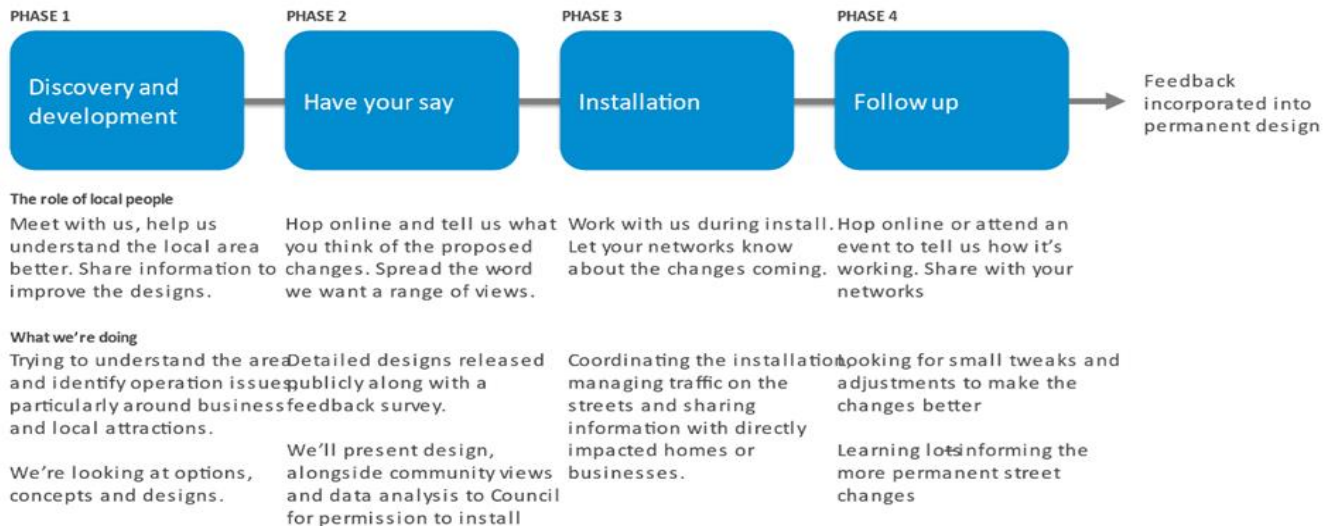 PHASE 1
PHASE 2
PHASE 3
PHASE 4
Discovery and
development
Have your say
Installation
Follow up
Feedback
incorporated into
permanent design
The role of local people
Meet with us, help us
understand the local area
better. Share information to
improve the designs.
Hop online and tell us what
you think of the proposed
changes. Spread the word
we want a range of views.
Work with us during install.
Let your networks know
about the changes coming.
Hop online or attend an
event to tell us how it's
working. Share with your
networks
What we're doing
Trying to understand the area
and identify operation issues,
particularly around business
and local attractions.
We're looking at options,
concepts and designs.
Detailed designs released
publicly along with a
feedback survey.
We'll present design,
alongside community views
and data analysis to Council
for permission to install
Coordinating the installation,
managing traffic on the
streets and sharing
information with directly
impacted homes or
businesses.
Looking for small tweaks and
adjustments to make the
changes better
Learning lots – informing the
more permanent street
changes